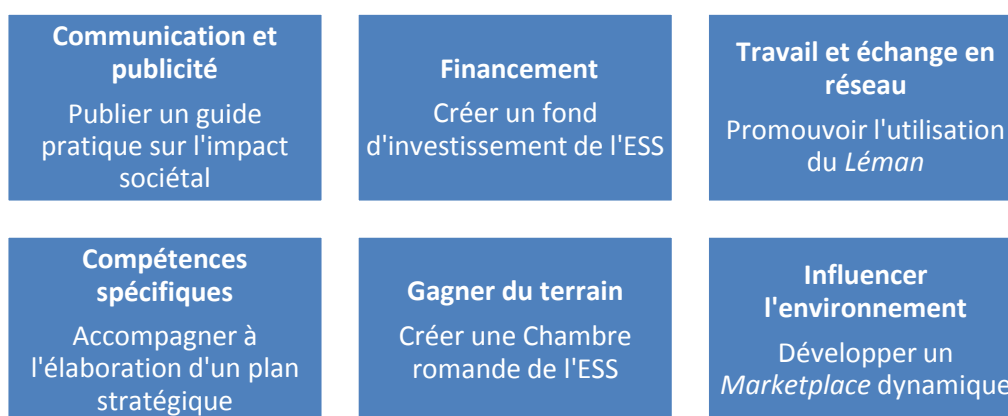 Communication et
publicité
Publier un guide
pratique sur l'impact
sociétal
Financement
Créer un fond
d'investissement de l'ESS
Travail et échange en
réseau
Promouvoir l'utilisation
du Léman
Compétences
spécifiques
Accompagner à
l'élaboration d'un plan
stratégique
Gagner du terrain
Créer une Chambre
romande de l'ESS
Influencer
l'environnement
Développer un
Marketplace dynamique